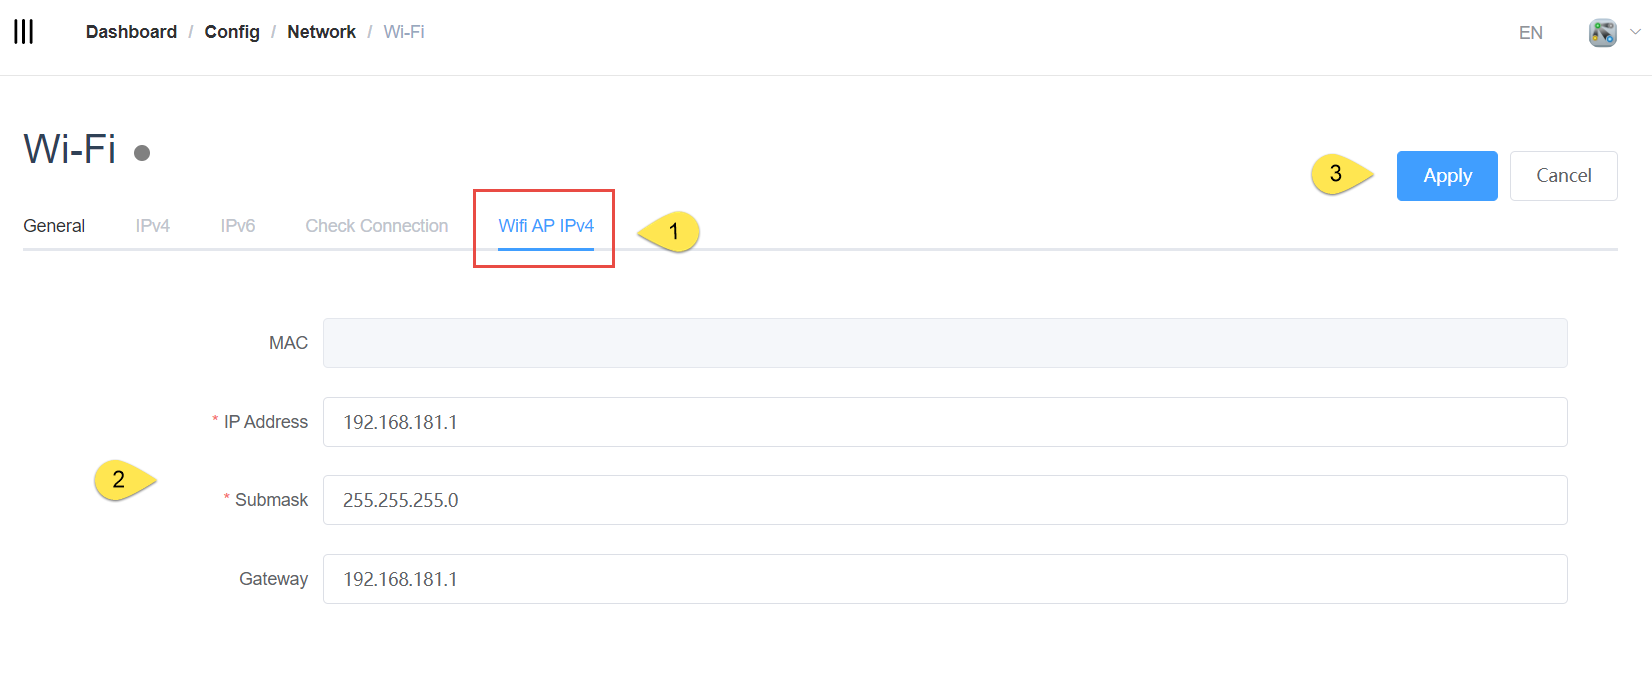 Dashboard / Config / Network / Wi-Fi
EN
Wi-Fi
3
Apply
Cancel
General
IPv4
IPv6
Check Connection
Wifi AP IPv4
1
MAC
* IP Address
192.168.181.1
2
* Submask
255.255.255.0
Gateway
192.168.181.1